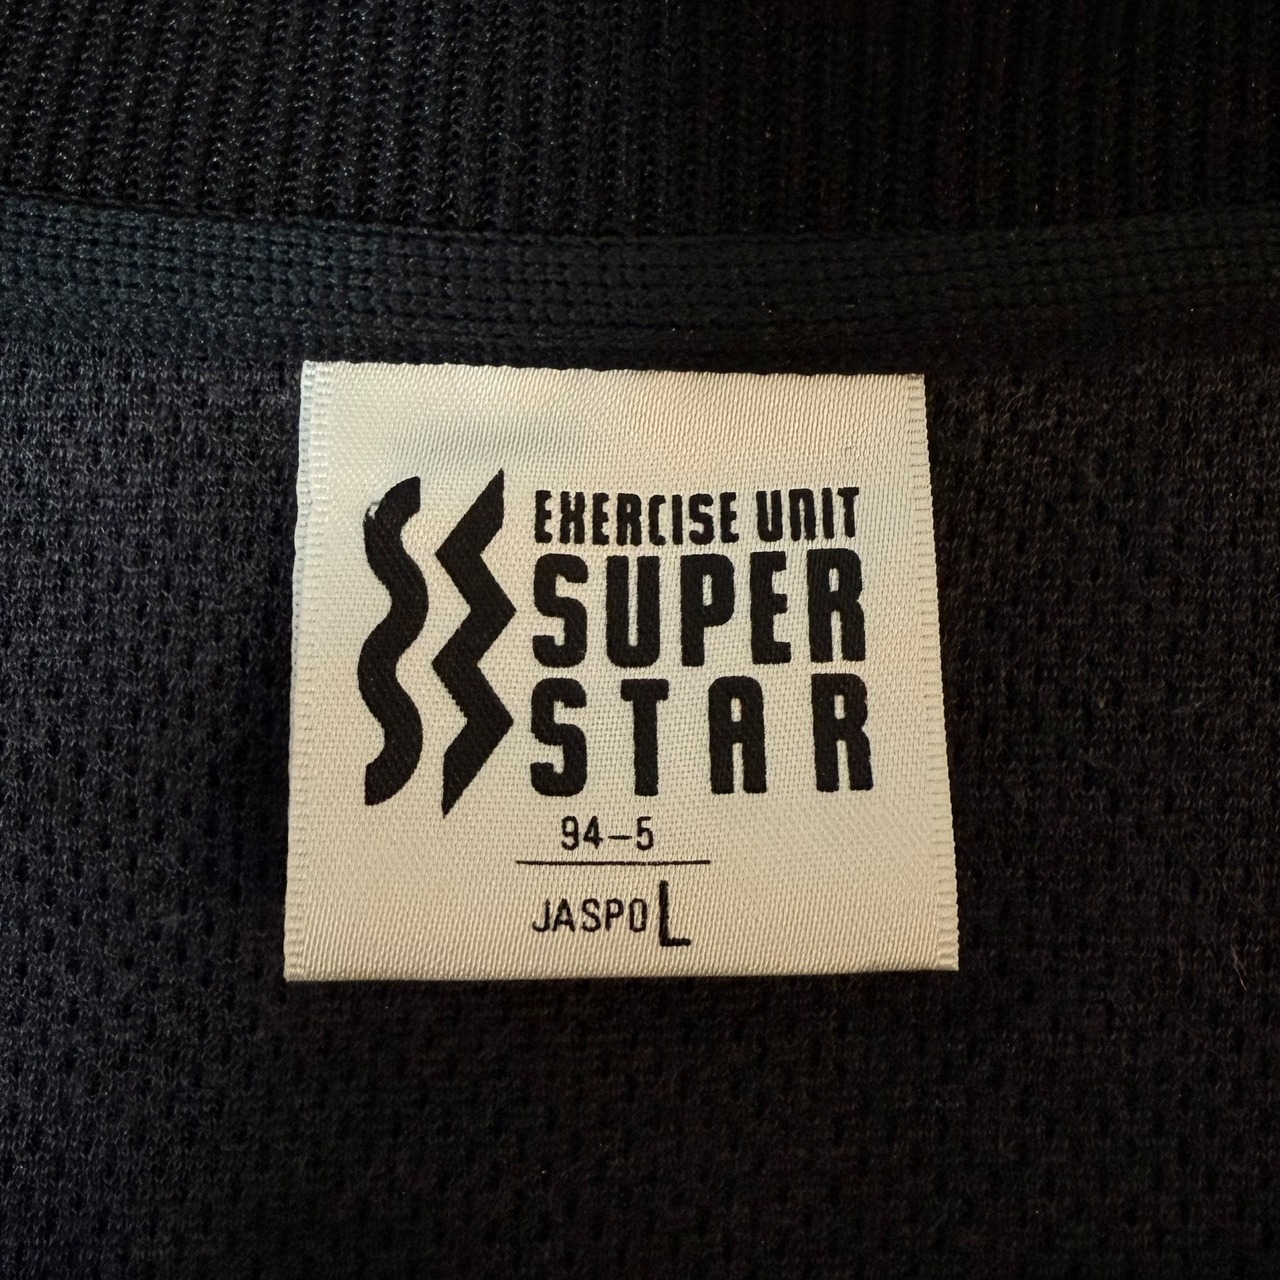 EXERCISE UNIT
SUPER
STAR
94-5
JASPO L